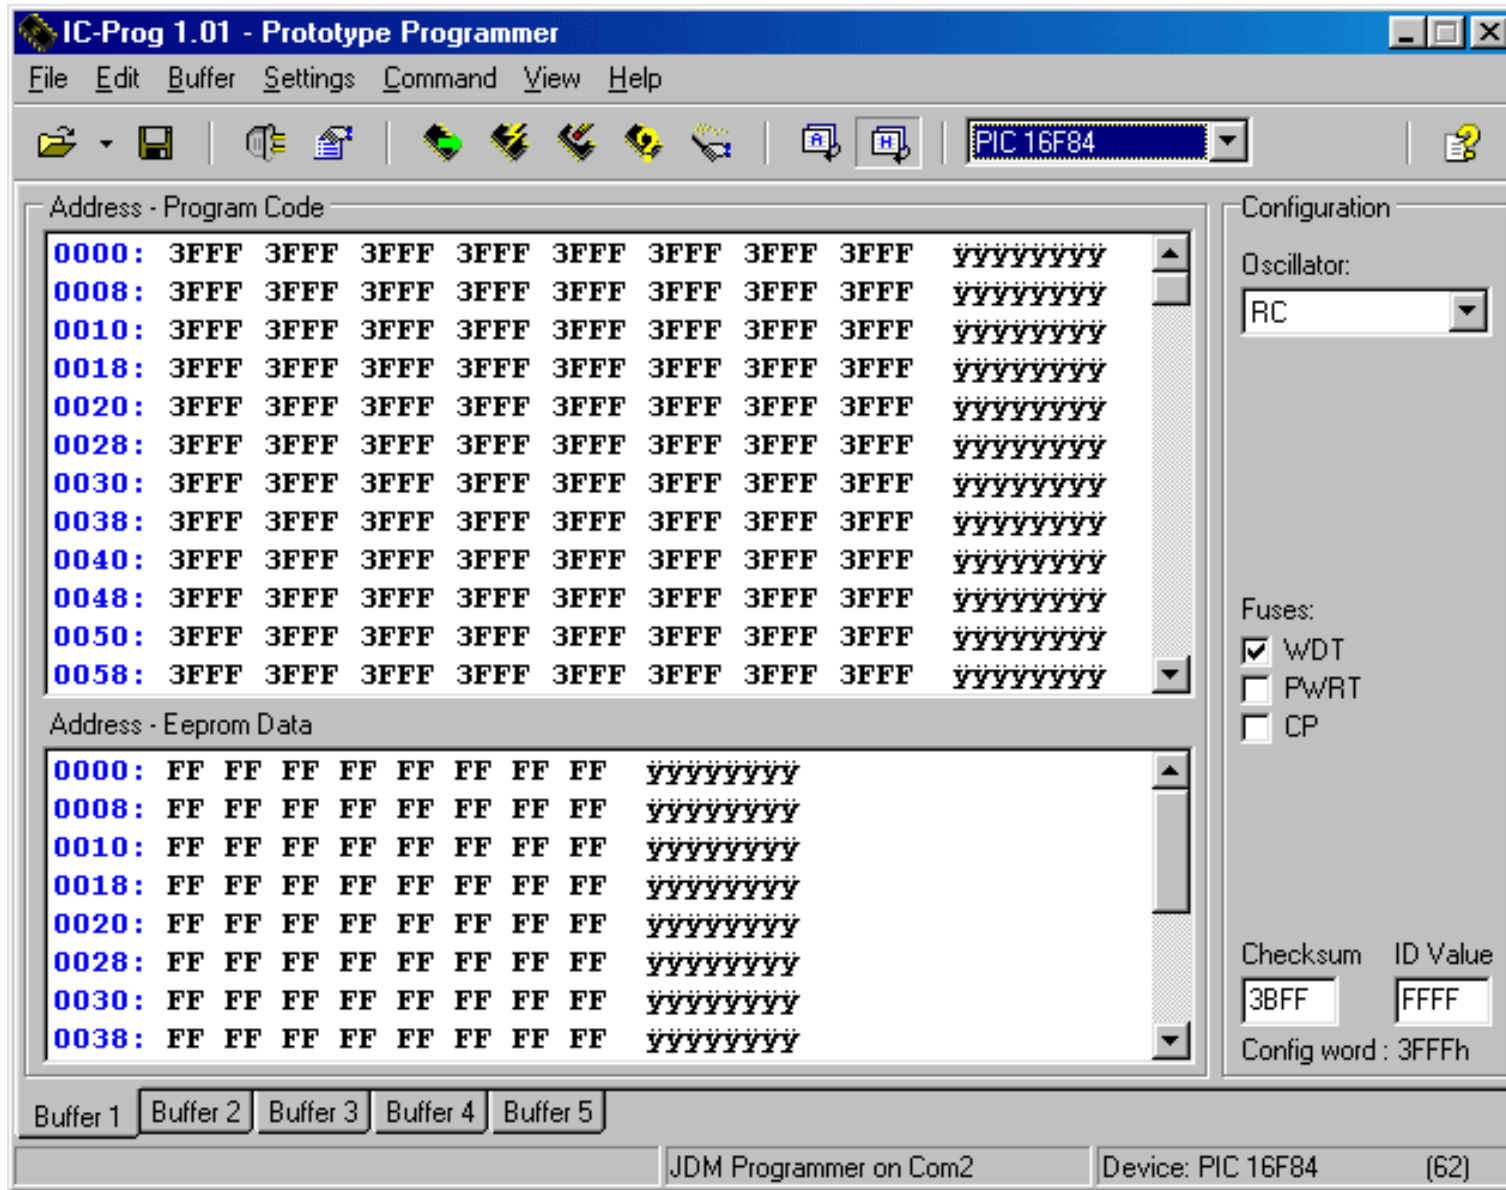 IC-Prog 1.01 - Prototype Programmer
File Edit Buffer Settings Command View Help
PIC 16F84
Address - Program Code
0000: 3FFF 3FFF 3FFF 3FFF 3FFF 3FFF 3FFF 3FFF ÿÿÿÿÿÿÿÿ
0008: 3FFF 3FFF 3FFF 3FFF 3FFF 3FFF 3FFF 3FFF ÿÿÿÿÿÿÿÿ
0010: 3FFF 3FFF 3FFF 3FFF 3FFF 3FFF 3FFF 3FFF ÿÿÿÿÿÿÿÿ
0018: 3FFF 3FFF 3FFF 3FFF 3FFF 3FFF 3FFF 3FFF ÿÿÿÿÿÿÿÿ
0020: 3FFF 3FFF 3FFF 3FFF 3FFF 3FFF 3FFF 3FFF ÿÿÿÿÿÿÿÿ
0028: 3FFF 3FFF 3FFF 3FFF 3FFF 3FFF 3FFF 3FFF ÿÿÿÿÿÿÿÿ
0030: 3FFF 3FFF 3FFF 3FFF 3FFF 3FFF 3FFF 3FFF ÿÿÿÿÿÿÿÿ
0038: 3FFF 3FFF 3FFF 3FFF 3FFF 3FFF 3FFF 3FFF ÿÿÿÿÿÿÿÿ
0040: 3FFF 3FFF 3FFF 3FFF 3FFF 3FFF 3FFF 3FFF ÿÿÿÿÿÿÿÿ
0048: 3FFF 3FFF 3FFF 3FFF 3FFF 3FFF 3FFF 3FFF ÿÿÿÿÿÿÿÿ
0050: 3FFF 3FFF 3FFF 3FFF 3FFF 3FFF 3FFF 3FFF ÿÿÿÿÿÿÿÿ
0058: 3FFF 3FFF 3FFF 3FFF 3FFF 3FFF 3FFF 3FFF ÿÿÿÿÿÿÿÿ
Address - Eeprom Data
0000: FF FF FF FF FF FF FF FF ÿÿÿÿÿÿÿÿ
0008: FF FF FF FF FF FF FF FF ÿÿÿÿÿÿÿÿ
0010: FF FF FF FF FF FF FF FF ÿÿÿÿÿÿÿÿ
0018: FF FF FF FF FF FF FF FF ÿÿÿÿÿÿÿÿ
0020: FF FF FF FF FF FF FF FF ÿÿÿÿÿÿÿÿ
0028: FF FF FF FF FF FF FF FF ÿÿÿÿÿÿÿÿ
0030: FF FF FF FF FF FF FF FF ÿÿÿÿÿÿÿÿ
0038: FF FF FF FF FF FF FF FF ÿÿÿÿÿÿÿÿ
Configuration
Oscillator:
RC
Fuses:
WDT
PWRT
CP
Checksum ID Value
3BFF FFFF
Config word : 3FFFh
Buffer 1 Buffer 2 Buffer 3 Buffer 4 Buffer 5
JDM Programmer on Com2 Device: PIC 16F84 (62)